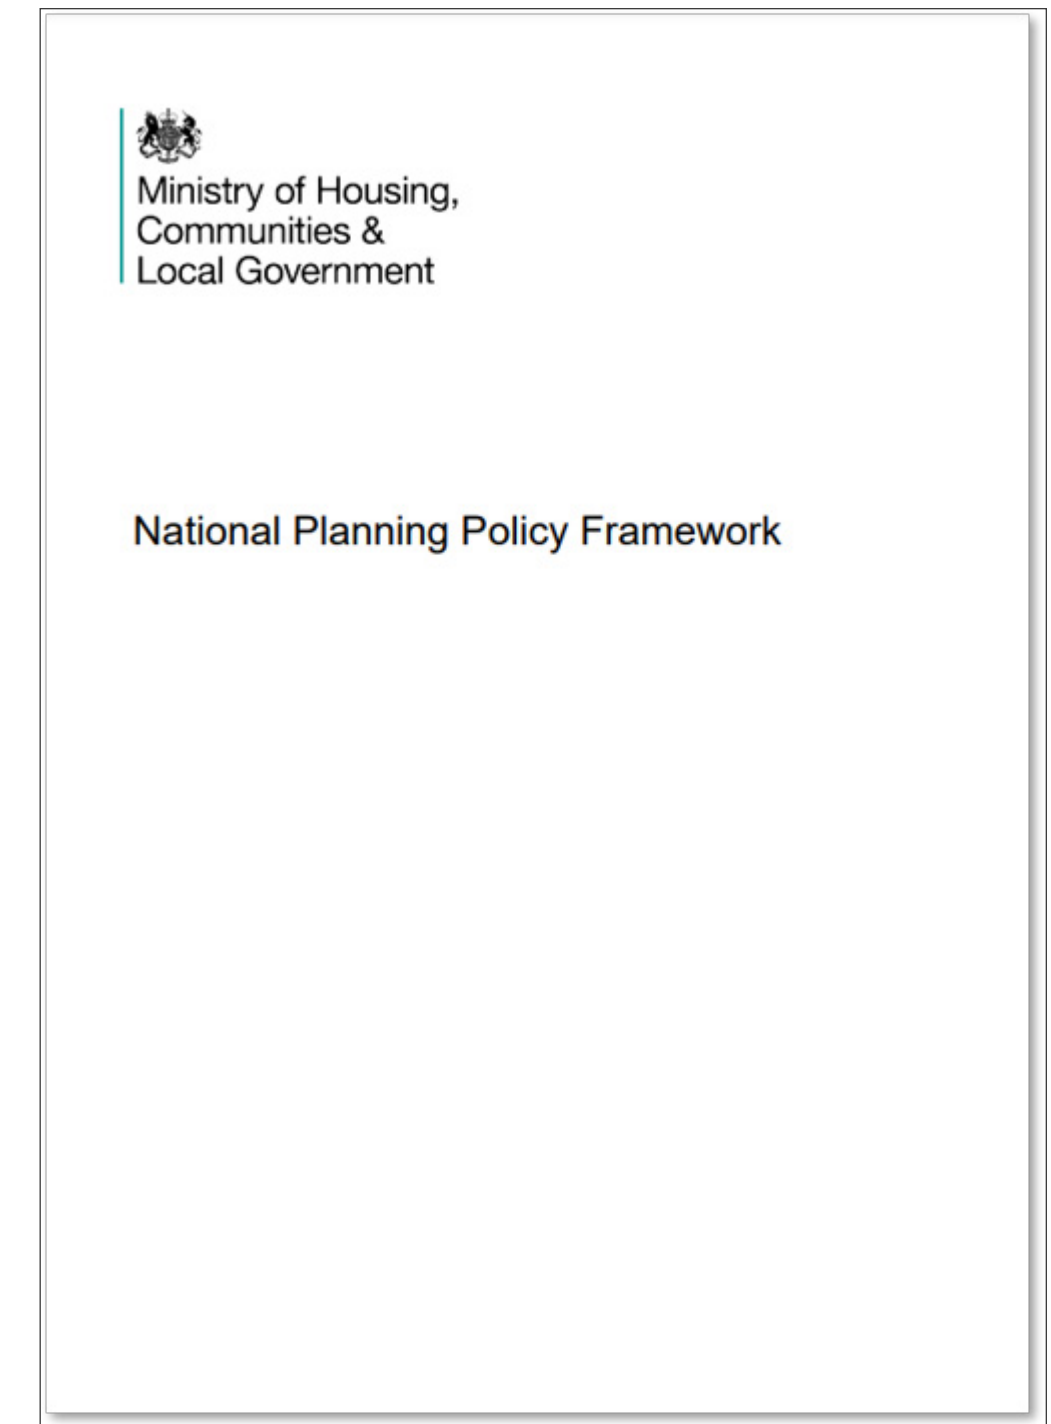 Ministry of Housing,
Communities &
Local Government
National Planning Policy Framework